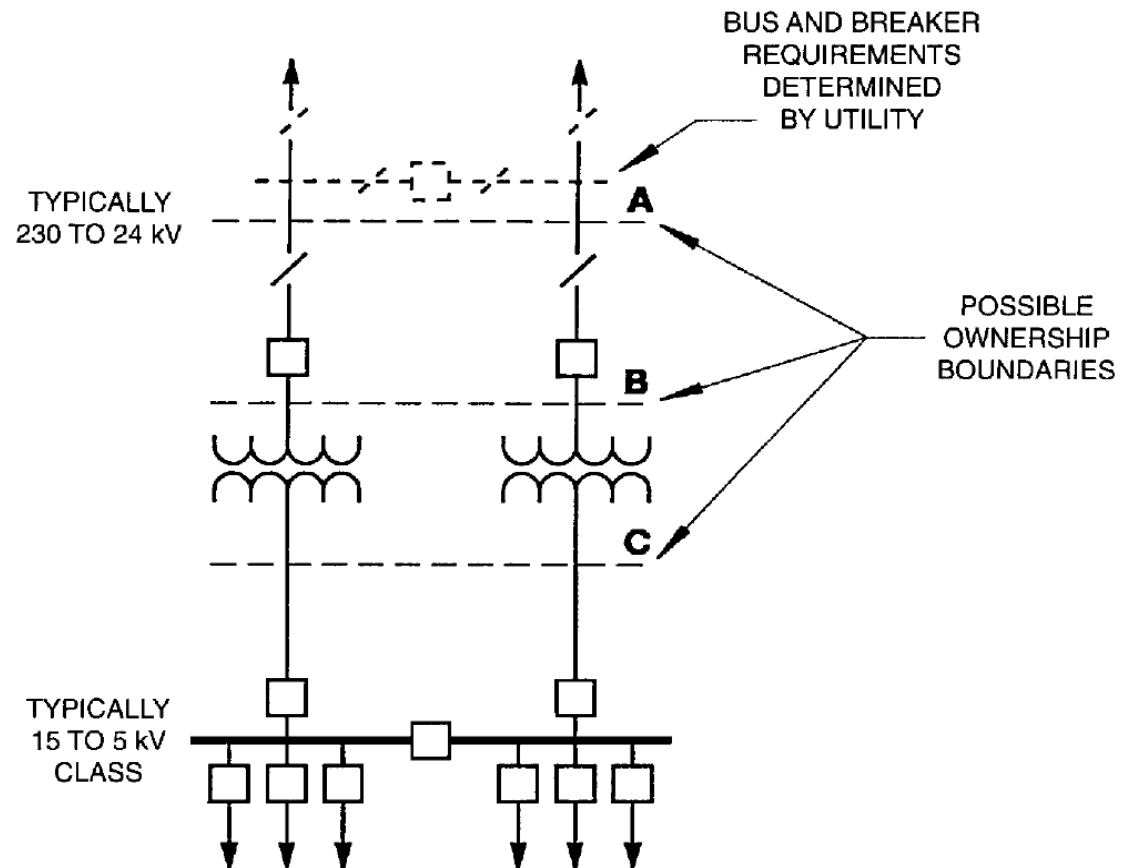 BUS AND BREAKER
REQUIREMENTS
DETERMINED
BY UTILITY
A
TYPICALLY
230 TO 24 kV
POSSIBLE
OWNERSHIP
BOUNDARIES
B
C
TYPICALLY
15 TO 5 kV
CLASS